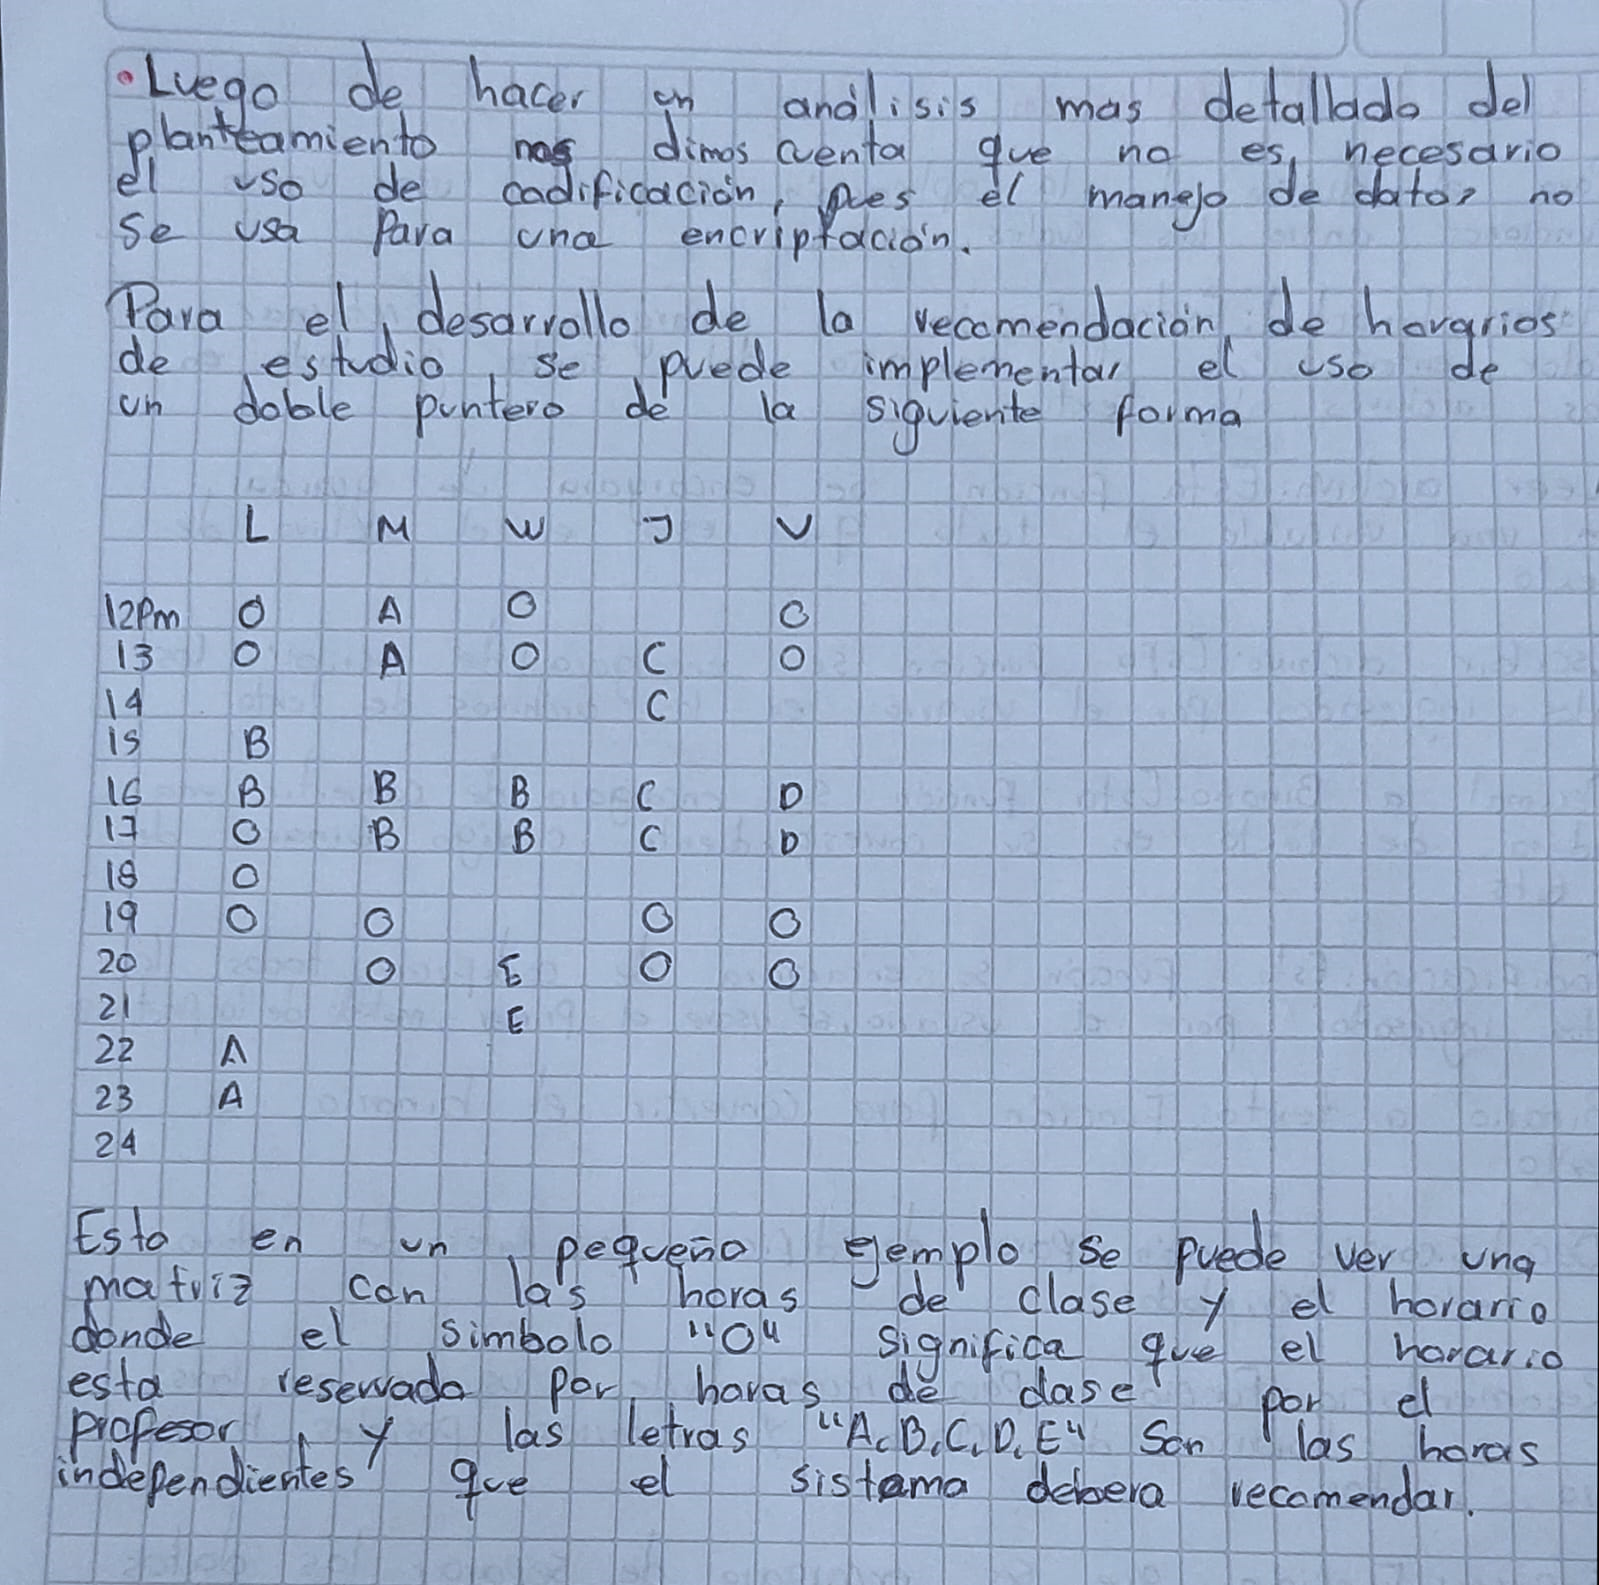 • Luego de hacer un análisis mas detallado del
planteamiento nos dimos cuenta que no es necesario
el uso de codificación, pues el manejo de datos no
se usa para una encriptación.
Para el desarrollo de la recomendación de horarios
de estudio, se puede implementar el uso de
un doble puntero de la siguiente forma
L M W J V
12Pm O A O O
13 O A O C O
14 C
15 B
16 B B B C D
17 O B B C D
18 O
19 O O O O
20 O E O O
21 E
22 A
23 A
24
Esto en un pequeño ejemplo se puede ver una
matriz con las horas de clase y el horario
donde el simbolo "O" significa que el horario
esta reservado por horas de clase por el
profesor, y las letras "A,B,C,D,E" son las horas
independientes que el sistema debera recomendar.